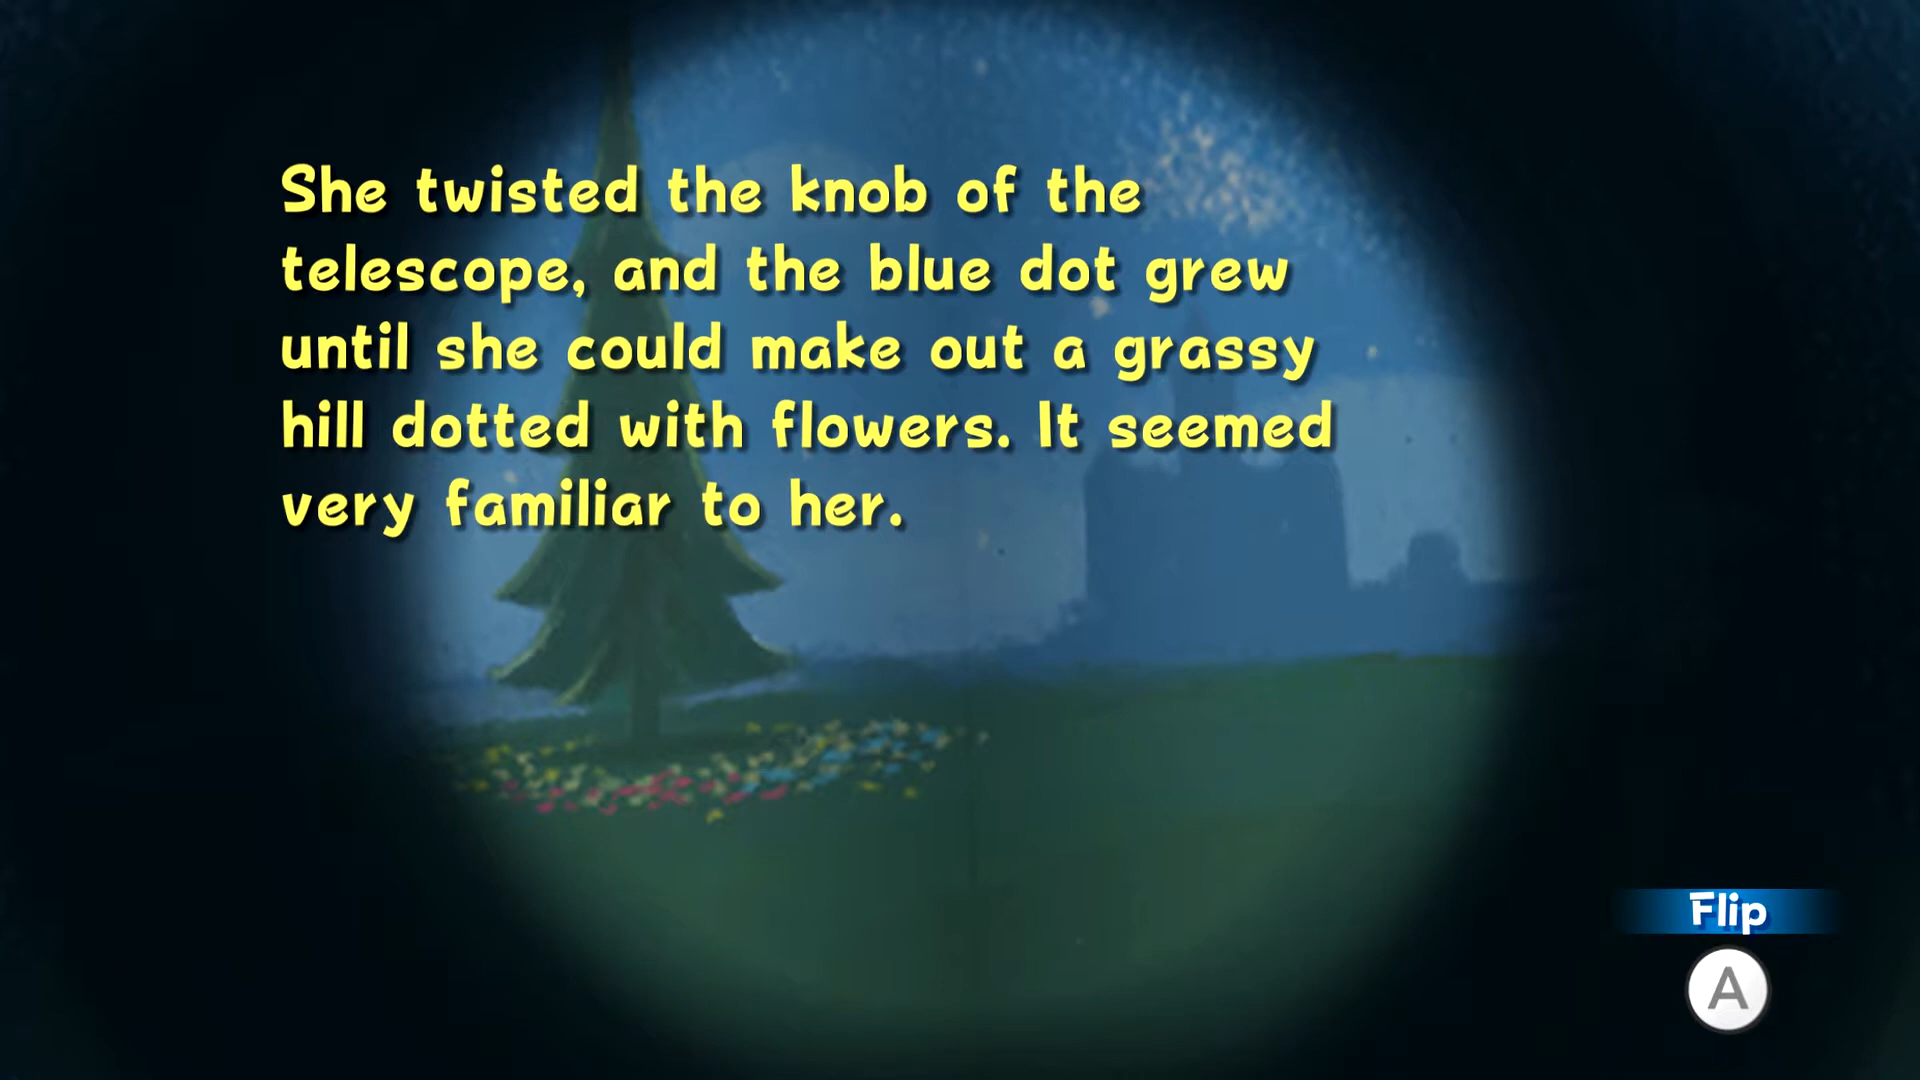 She twisted the knob of the
telescope, and the blue dot grew
until she could make out a grassy
hill dotted with flowers. It seemed
very familiar to her.
Flip
A